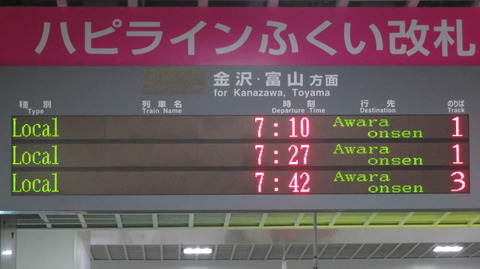 ハピラインふくい改札
金沢・富山方面
for Kanazawa, Toyama
種別 列車名 時刻 行先 のりば
Type Train Name Departure Time Destination Track
Local 7:10 Awara onsen 1
Local 7:27 Awara onsen 1
Local 7:42 Awara onsen 3